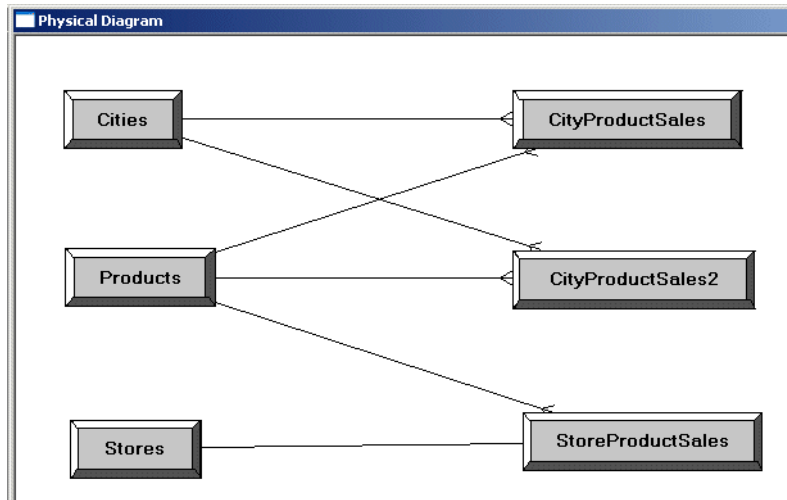 Physical Diagram
Cities
CityProductSales
Products
CityProductSales2
Stores
StoreProductSales